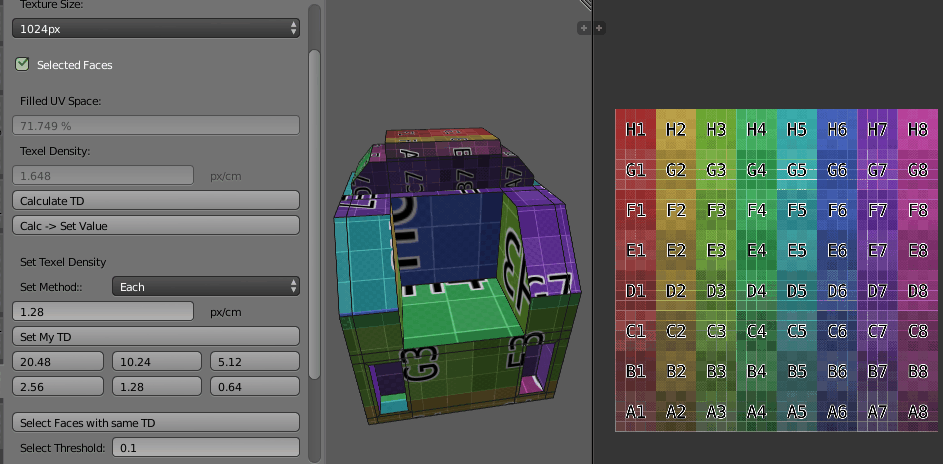 Texture Size:
1024px
Selected Faces
Filled UV Space:
71.749 %
Texel Density:
1.648 px/cm
Calculate TD
Calc -> Set Value
Set Texel Density
Set Method:: Each
1.28 px/cm
Set My TD
20.48 10.24 5.12
2.56 1.28 0.64
Select Faces with same TD
Select Threshold: 0.1
C7 B7 A7
G3 E3
H1 H2 H3 H4 H5 H6 H7 H8
G1 G2 G3 G4 G5 G6 G7 G8
F1 F2 F3 F4 F5 F6 F7 F8
E1 E2 E3 E4 E5 E6 E7 E8
D1 D2 D3 D4 D5 D6 D7 D8
C1 C2 C3 C4 C5 C6 C7 C8
B1 B2 B3 B4 B5 B6 B7 B8
A1 A2 A3 A4 A5 A6 A7 A8